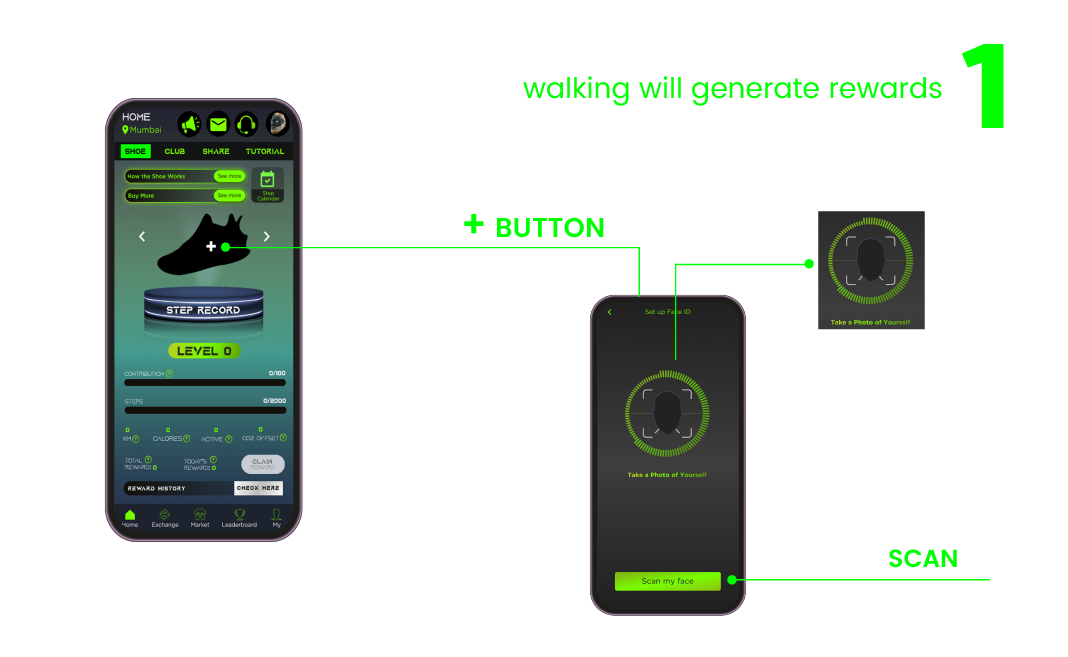 walking will generate rewards 1
HOME
Mumbai
SHOE CLUB SHARE TUTORIAL
How the Shoe Works See more
Buy More See more
Step
Calendar
+
STEP RECORD
LEVEL 0
CONTRIBUTION ? 0/100
STEPS 0/2000
0 0 0 0
KM ? CALORIES ? ACTIVE ? CO2 OFFSET ?
TOTAL ?
REWARD: 0
TODAY'S ?
REWARD: 0
CLAIM
REWARD
REWARD HISTORY CHECK HERE
Home Exchange Market Leaderboard My
+ BUTTON
Set up Face ID
Take a Photo of Yourself
Scan my face
Take a Photo of Yourself
SCAN